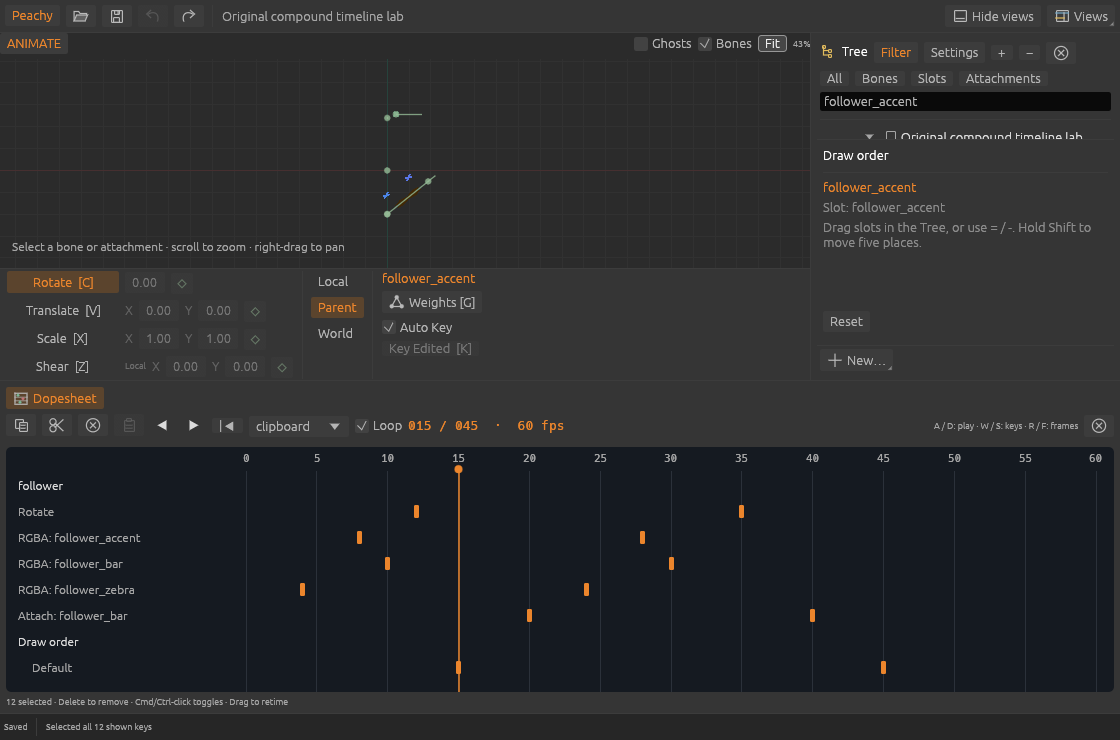 Peachy Original compound timeline lab Hide views Views
ANIMATE Ghosts Bones Fit 43%
Tree Filter Settings + −
All Bones Slots Attachments
follower_accent
Original compound timeline lab
Draw order
follower_accent
Slot: follower_accent
Drag slots in the Tree, or use = / -. Hold Shift to
move five places.
Reset
New...
Select a bone or attachment · scroll to zoom · right-drag to pan
Rotate [C] 0.00
Translate [V] X 0.00 Y 0.00
Scale [X] X 1.00 Y 1.00
Shear [Z] Local X 0.00 Y 0.00
Local
Parent
World
follower_accent
Weights [G]
Auto Key
Key Edited [K]
Dopesheet
clipboard Loop 015 / 045 · 60 fps A / D: play · W / S: keys · R / F: frames
0 5 10 15 20 25 30 35 40 45 50 55 60
follower
Rotate
RGBA: follower_accent
RGBA: follower_bar
RGBA: follower_zebra
Attach: follower_bar
Draw order
Default
12 selected · Delete to remove · Cmd/Ctrl-click toggles · Drag to retime
Saved Selected all 12 shown keys